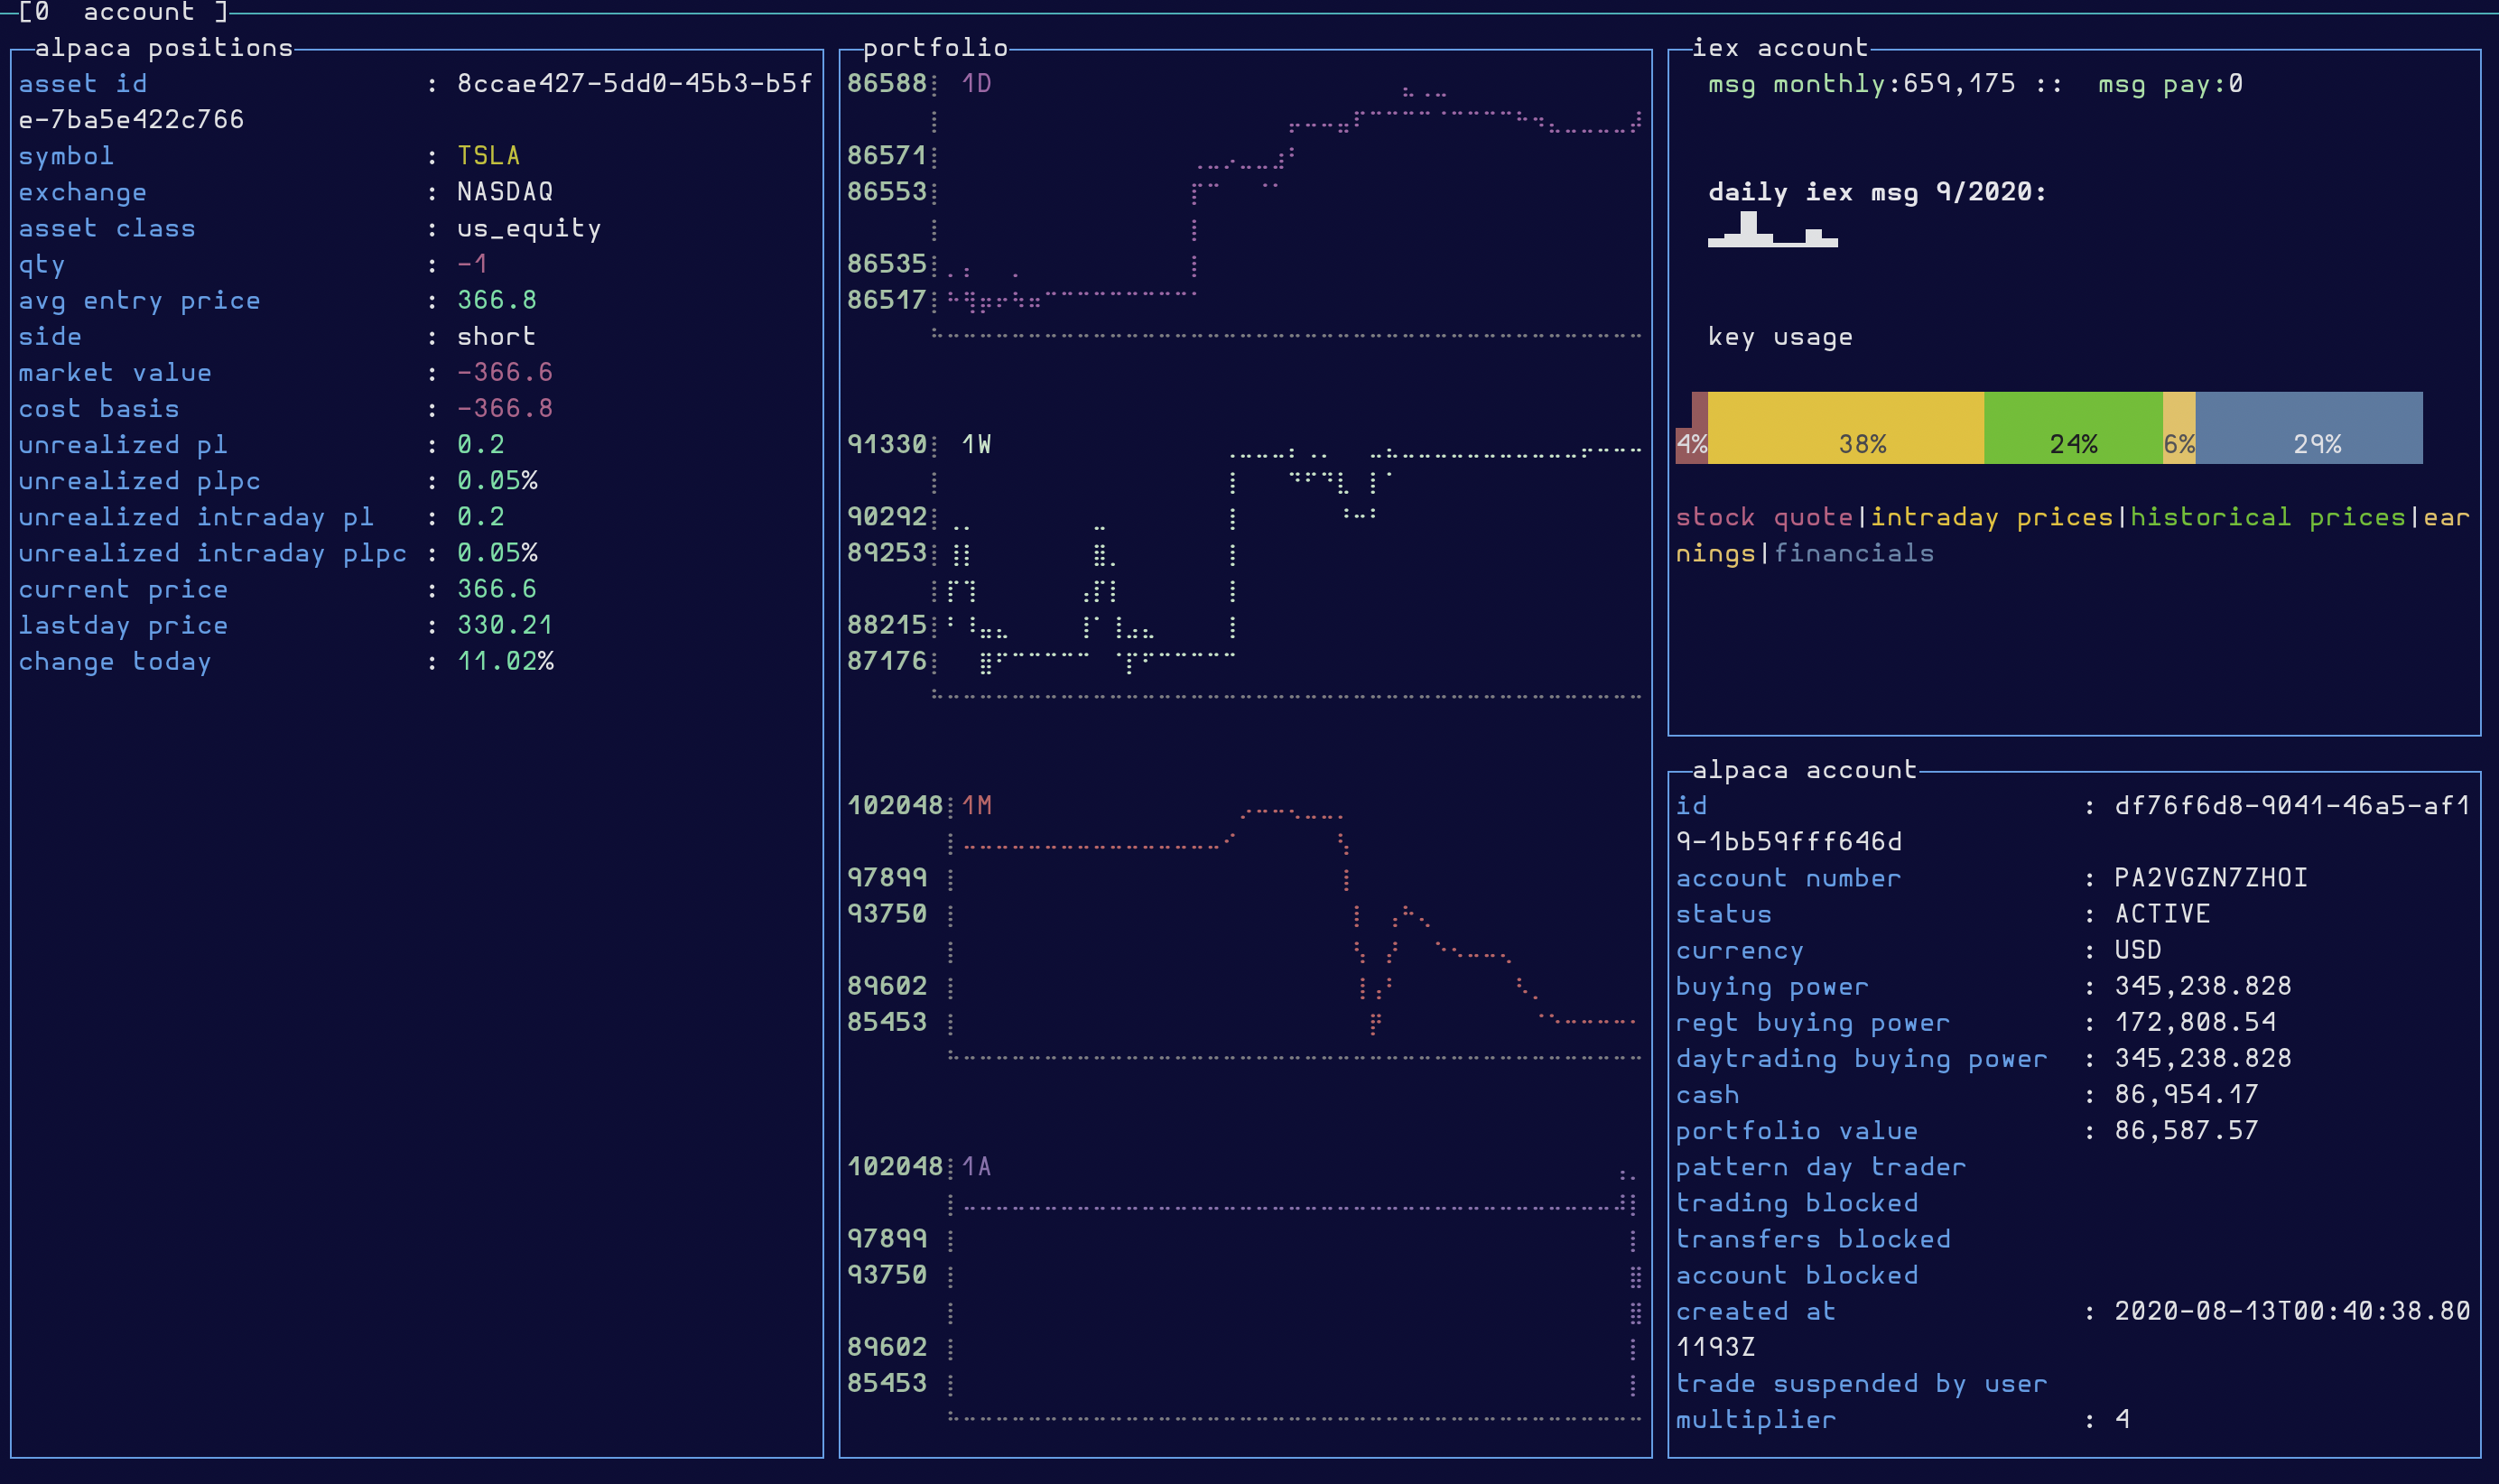 [0  account ]
alpaca positions
asset id : 8ccae427-5dd0-45b3-b5f
e-7ba5e422c766
symbol : TSLA
exchange : NASDAQ
asset class : us_equity
qty : -1
avg entry price : 366.8
side : short
market value : -366.6
cost basis : -366.8
unrealized pl : 0.2
unrealized plpc : 0.05%
unrealized intraday pl : 0.2
unrealized intraday plpc : 0.05%
current price : 366.6
lastday price : 330.21
change today : 11.02%
portfolio
86588 1D
86571
86553
86535
86517
91330 1W
90292
89253
88215
87176
102048 1M
97899
93750
89602
85453
102048 1A
97899
93750
89602
85453
iex account
msg monthly:659,175 ::  msg pay:0
daily iex msg 9/2020:
key usage
4% 38% 24% 6% 29%
stock quote|intraday prices|historical prices|ear
nings|financials
alpaca account
id : df76f6d8-9041-46a5-af1
9-1bb59fff646d
account number : PA2VGZN7ZHOI
status : ACTIVE
currency : USD
buying power : 345,238.828
regt buying power : 172,808.54
daytrading buying power : 345,238.828
cash : 86,954.17
portfolio value : 86,587.57
pattern day trader
trading blocked
transfers blocked
account blocked
created at : 2020-08-13T00:40:38.80
1193Z
trade suspended by user
multiplier : 4